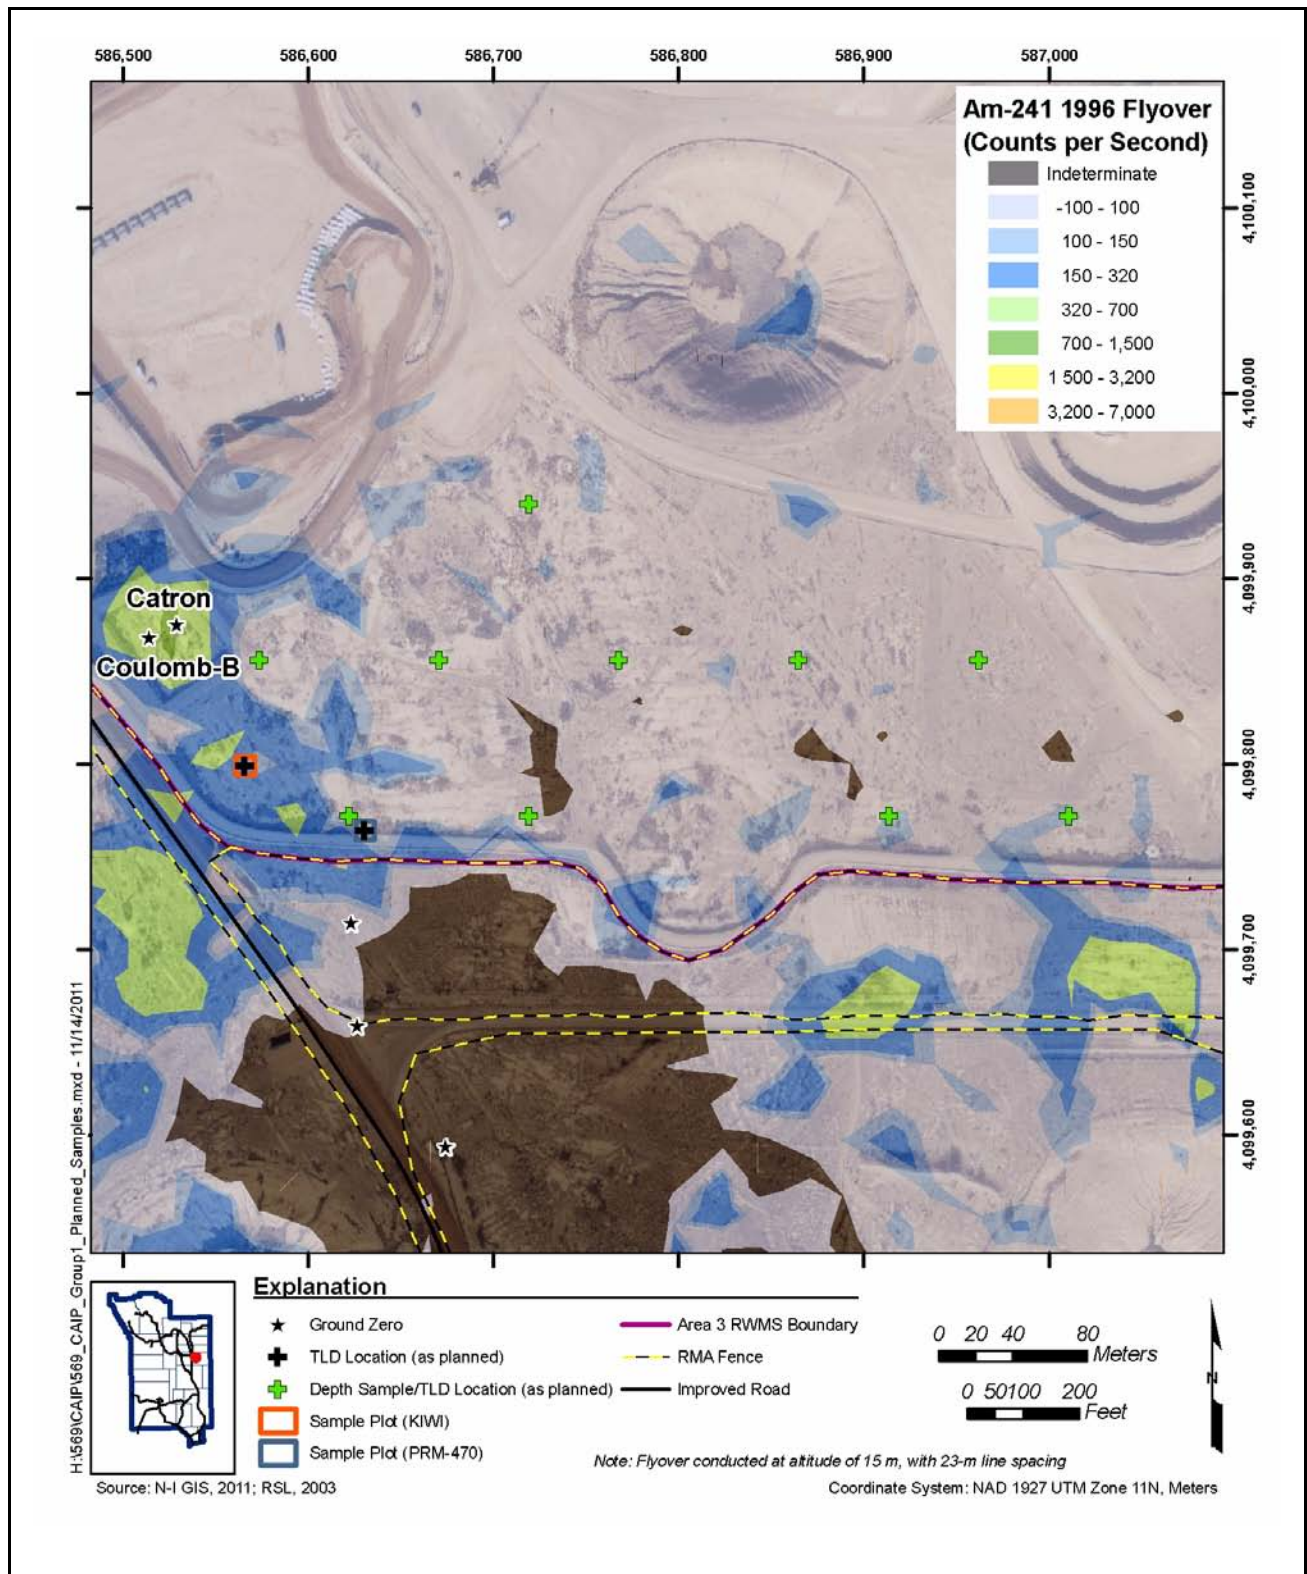 586,500 586,600 586,700 586,800 586,900 587,000
Am-241 1996 Flyover
(Counts per Second)
Indeterminate
-100 - 100
100 - 150
150 - 320
320 - 700
700 - 1,500
1 500 - 3,200
3,200 - 7,000
4,100,100
4,100,000
4,099,900
4,099,800
4,099,700
4,099,600
Catron
Coulomb-B
H:\569\CAIP\569_CAIP_Group1_Planned_Samples.mxd - 11/14/2011
Explanation
Ground Zero
TLD Location (as planned)
Depth Sample/TLD Location (as planned)
Sample Plot (KIWI)
Sample Plot (PRM-470)
Area 3 RWMS Boundary
RMA Fence
Improved Road
0 20 40 80
Meters
0 50 100 200
Feet
N
Note: Flyover conducted at altitude of 15 m, with 23-m line spacing
Source: N-I GIS, 2011; RSL, 2003
Coordinate System: NAD 1927 UTM Zone 11N, Meters